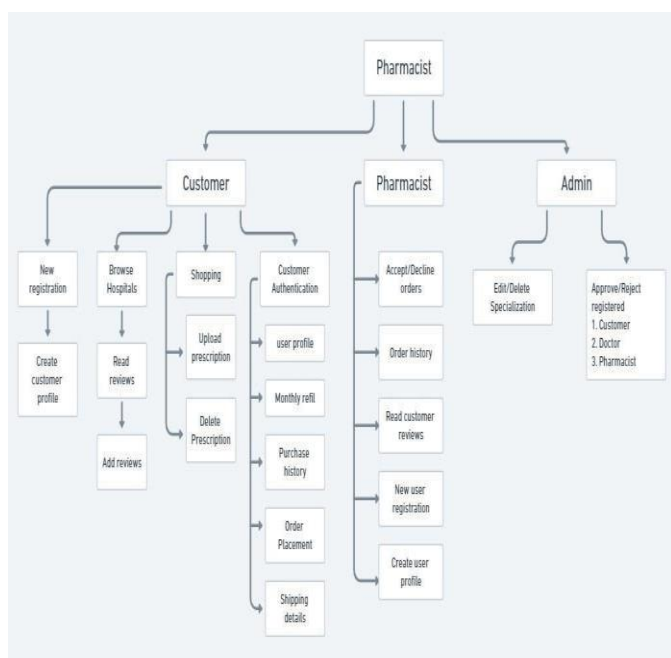 Pharmacist
Customer
Pharmacist
Admin
New
registration
Browse
Hospitals
Shopping
Customer
Authentication
Accept/Decline
orders
Edit/Delete
Specialization
Approve/Reject
registered
1. Customer
2. Doctor
3. Pharmacist
Create
customer
profile
Read
reviews
Add reviews
Upload
prescription
Delete
Prescription
user profile
Monthly refil
Purchase
history
Order
Placement
Shipping
details
Order history
Read customer
reviews
New user
registration
Create user
profile